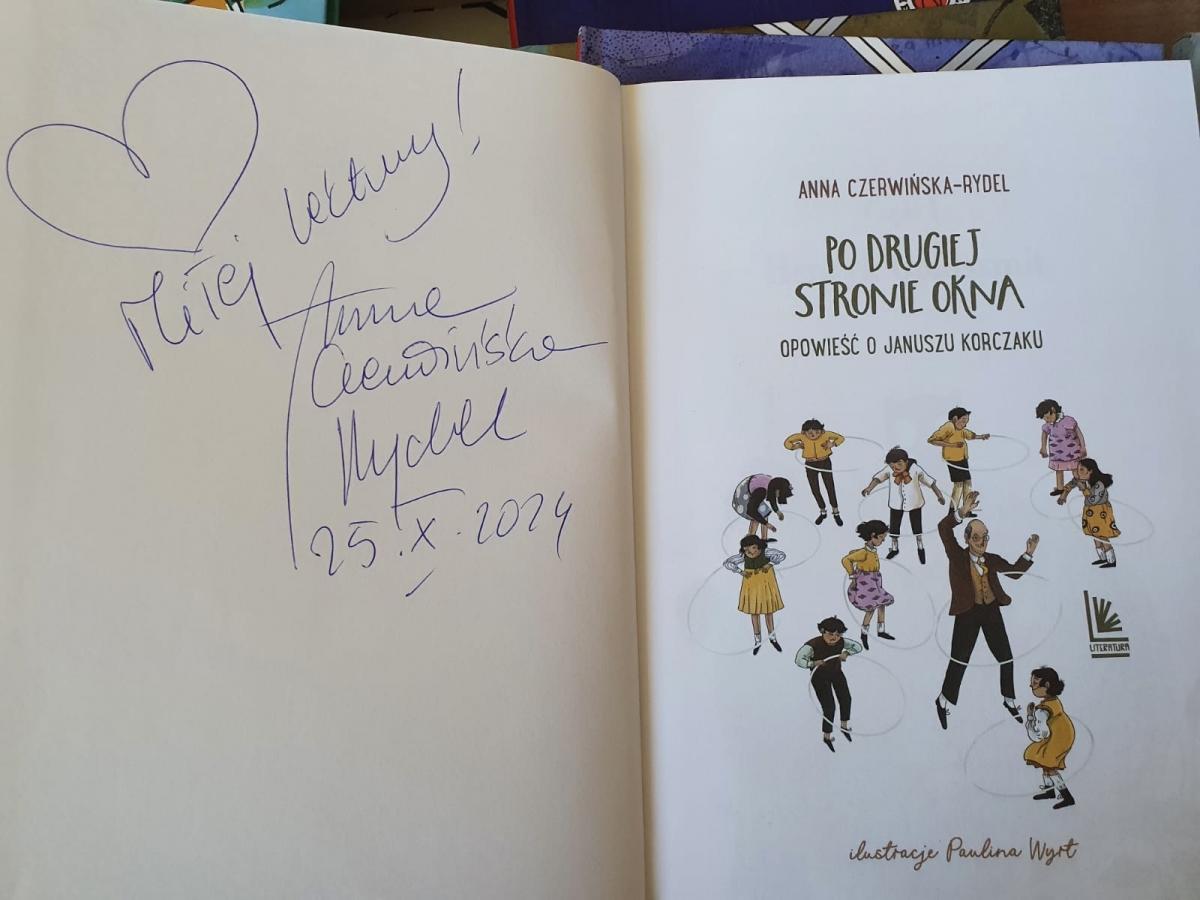 Miłej lektury!
Anna
Czerwińska
Rydel
25.X.2024
ANNA CZERWIŃSKA-RYDEL
PO DRUGIEJ
STRONIE OKNA
OPOWIEŚĆ O JANUSZU KORCZAKU
LITERATURA
ilustracje Paulina Wyrt